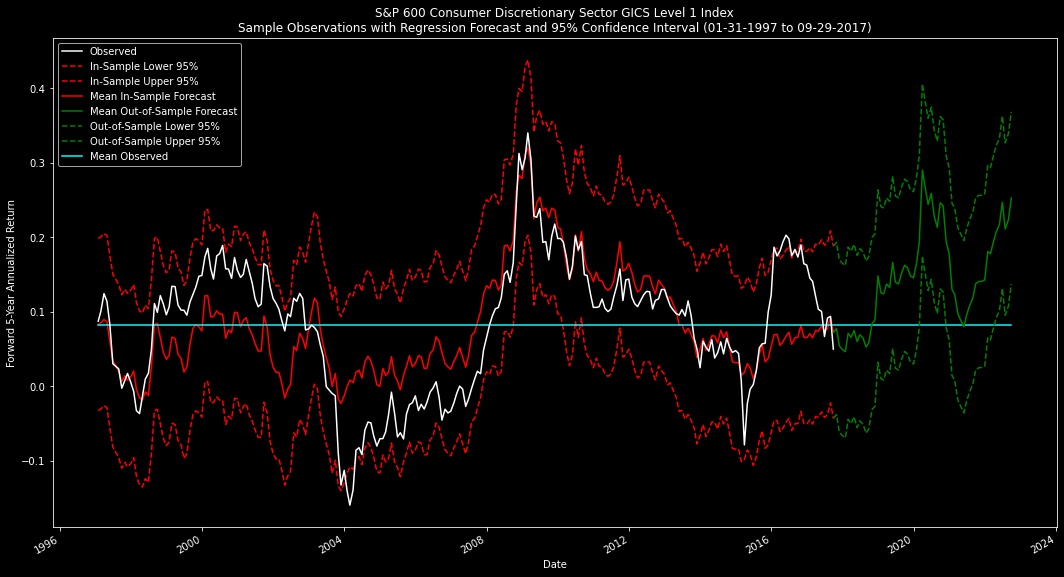 S&P 600 Consumer Discretionary Sector GICS Level 1 Index
Sample Observations with Regression Forecast and 95% Confidence Interval (01-31-1997 to 09-29-2017)
Observed
In-Sample Lower 95%
In-Sample Upper 95%
Mean In-Sample Forecast
Mean Out-of-Sample Forecast
Out-of-Sample Lower 95%
Out-of-Sample Upper 95%
Mean Observed
Forward 5-Year Annualized Return
0.4
0.3
0.2
0.1
0.0
−0.1
1996
2000
2004
2008
2012
2016
2020
2024
Date